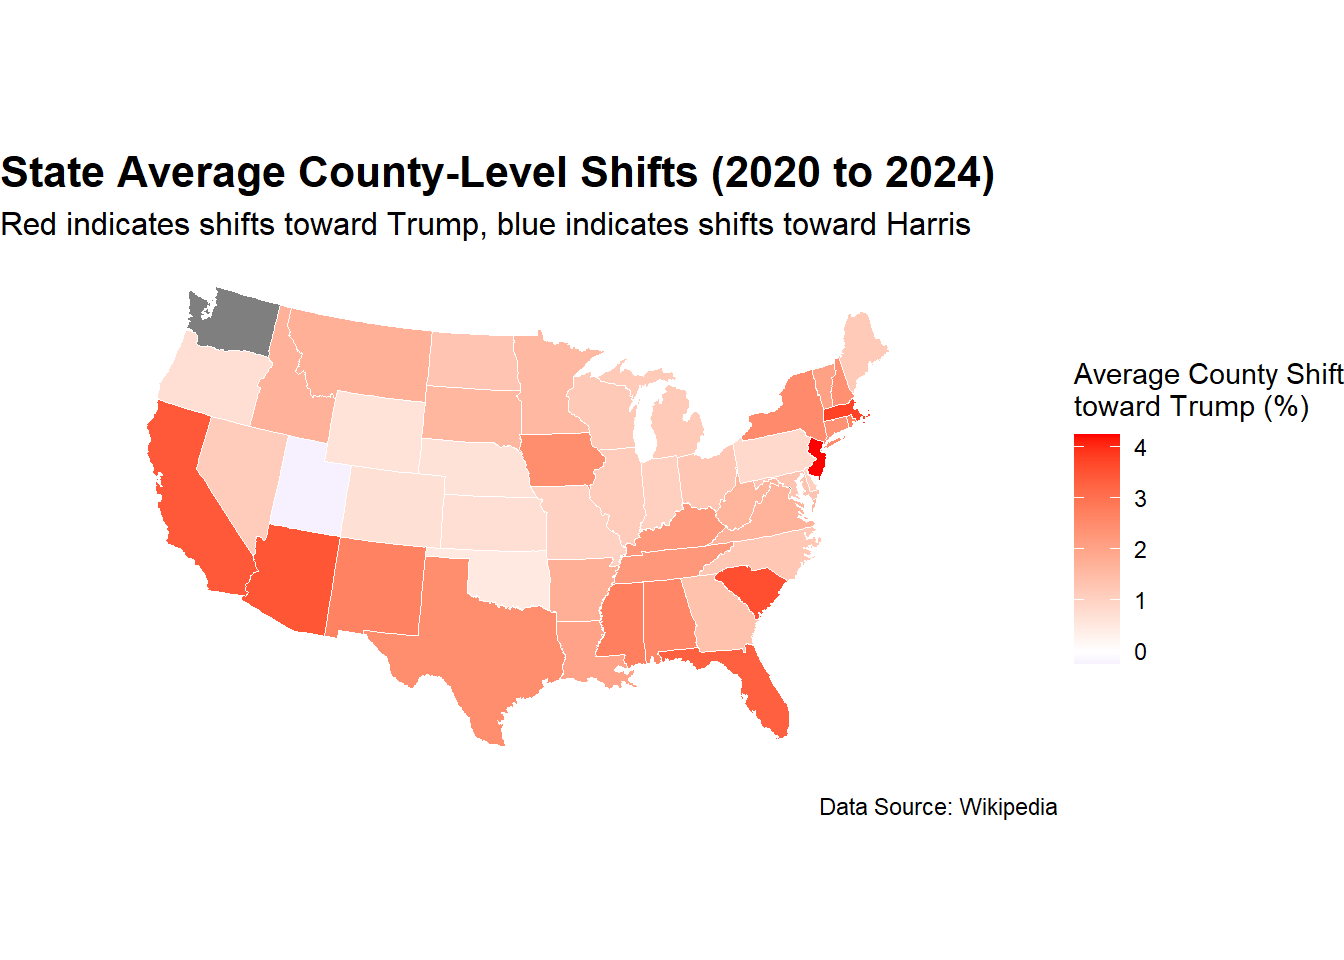 State Average County-Level Shifts (2020 to 2024)
Red indicates shifts toward Trump, blue indicates shifts toward Harris
Average County Shift
toward Trump (%)
4
3
2
1
0
Data Source: Wikipedia